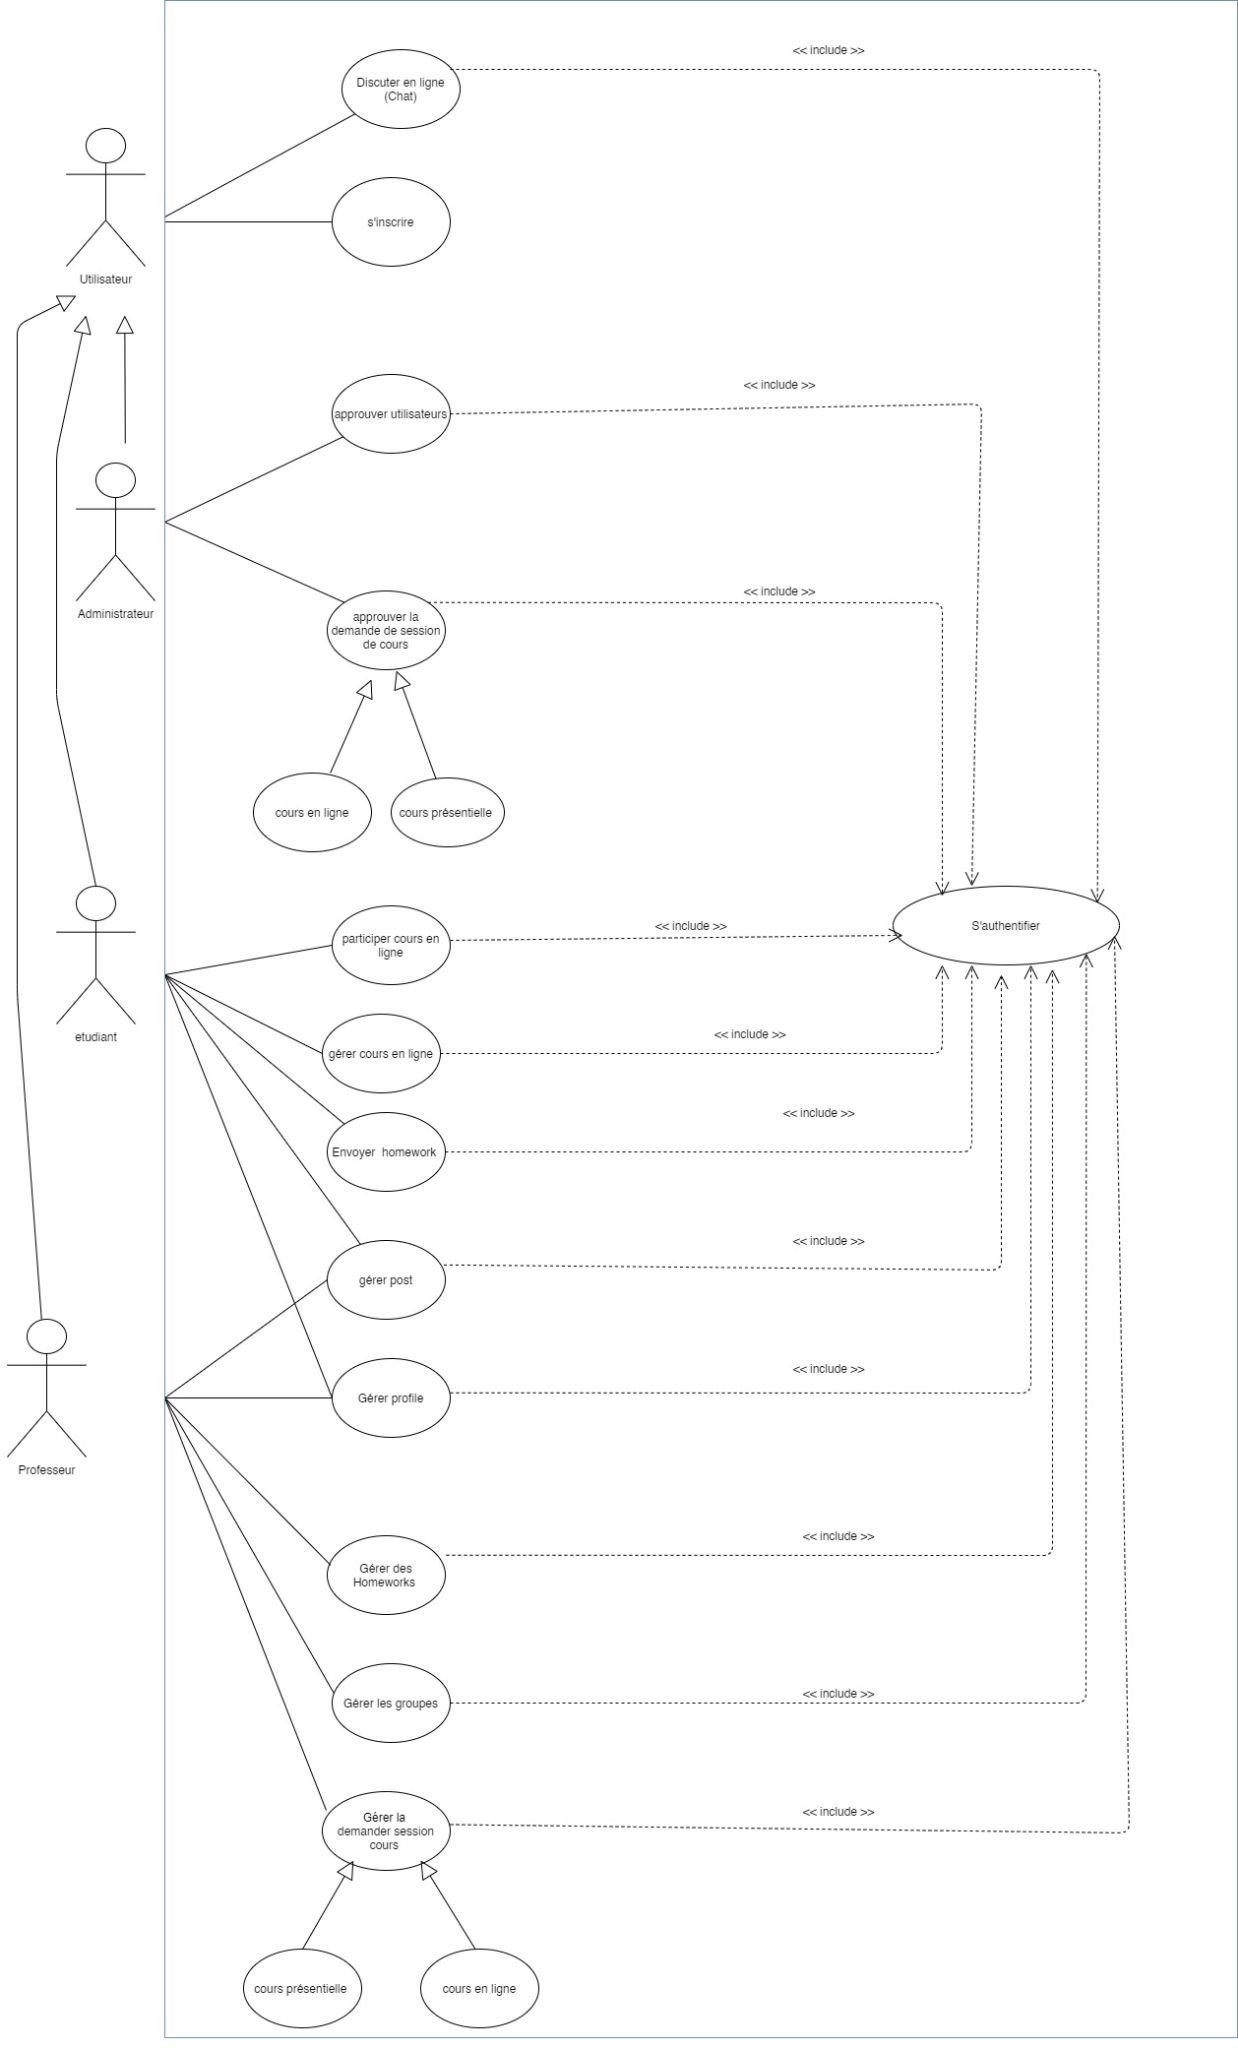 << include >>
Discuter en ligne
(Chat)
s'inscrire
Utilisateur
<< include >>
approuver utilisateurs
<< include >>
Administrateur
approuver la
demande de session
de cours
cours en ligne
cours présentielle
<< include >>
S'authentifier
participer cours en
ligne
etudiant
<< include >>
gérer cours en ligne
<< include >>
Envoyer  homework
<< include >>
gérer post
<< include >>
Gérer profile
Professeur
<< include >>
Gérer des
Homeworks
<< include >>
Gérer les groupes
<< include >>
Gérer la
demander session
cours
cours présentielle
cours en ligne